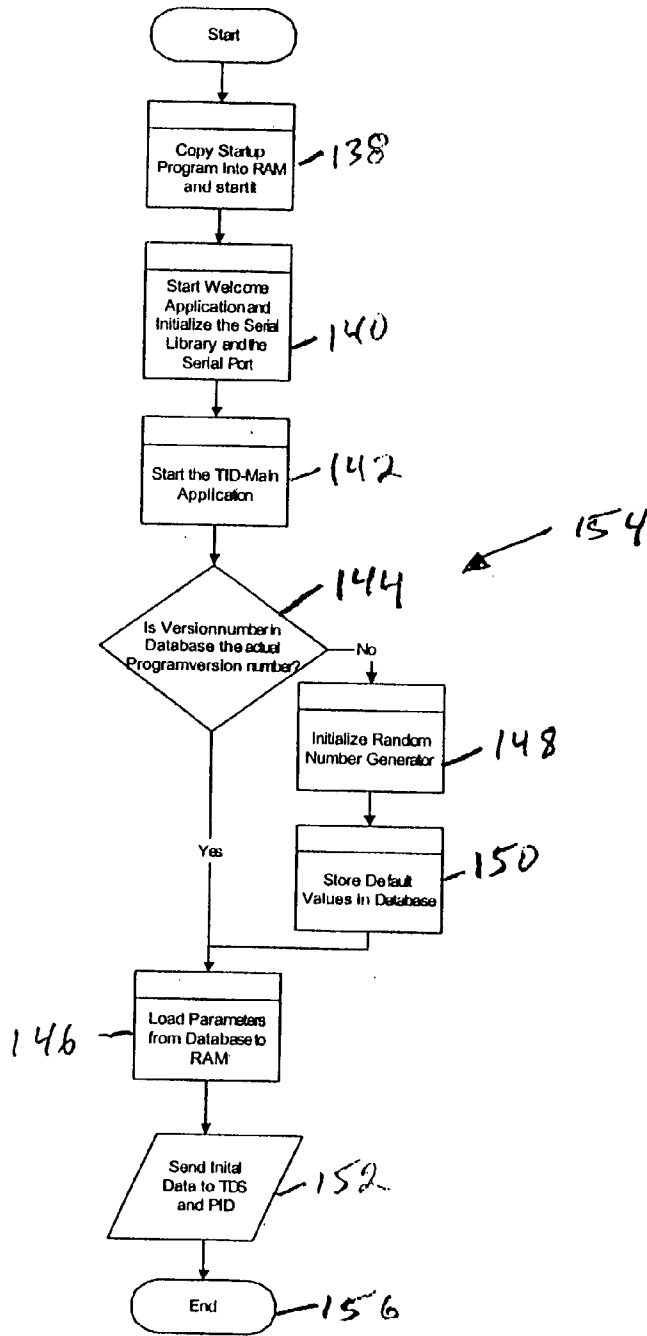 Start
Copy Startup
Program Into RAM
and startit
138
Start Welcome
Application and
Initialize the Serial
Library and the
Serial Port
140
Start the TID-Main
Application
142
154
144
Is Versionnumber in
Database the actual
Programversion number?
No
Initialize Random
Number Generator
148
Yes
Store Default
Values In Database
150
Load Parameters
from Database to
RAM
146
Send Inital
Data to TDS
and PID
152
End
156